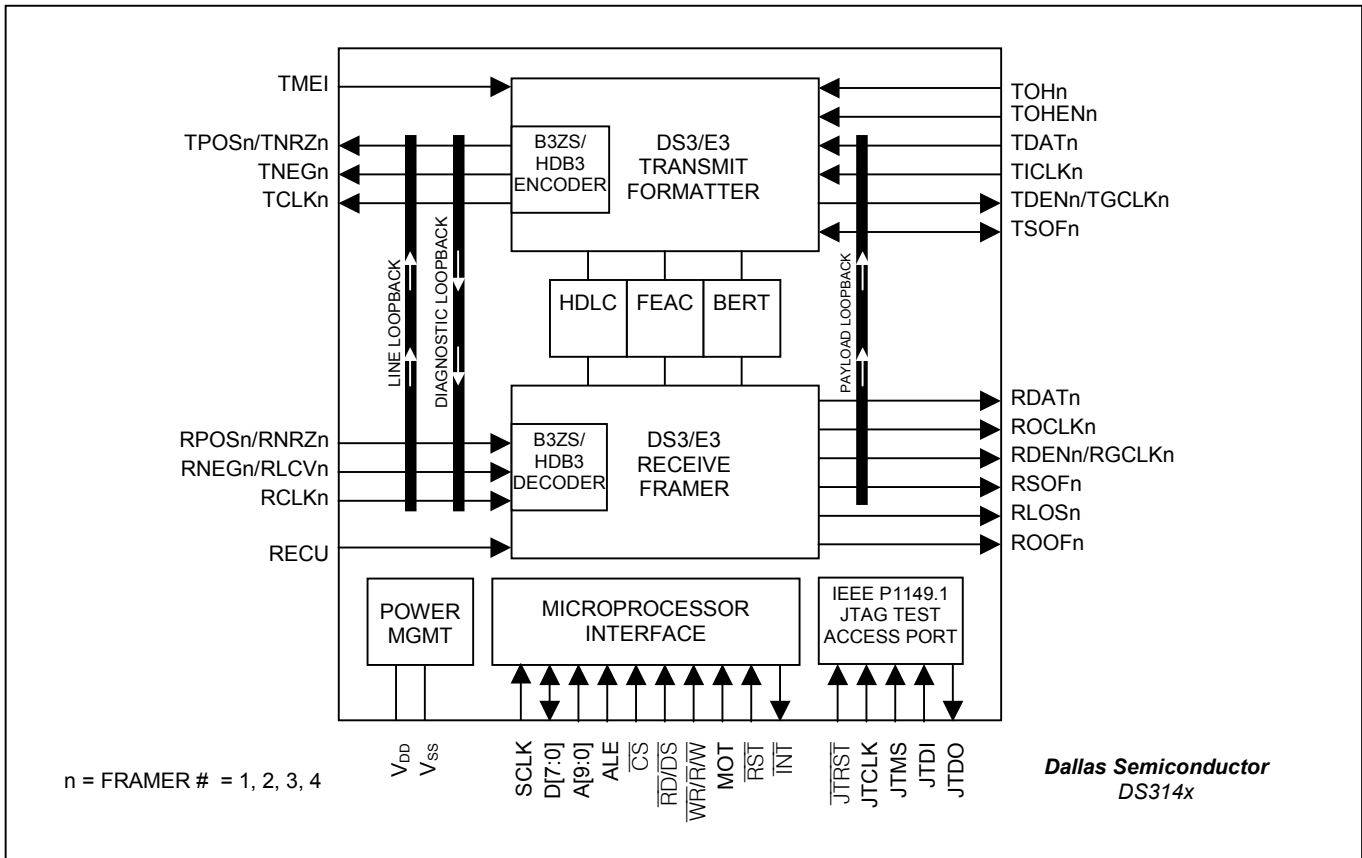 TMEI
TPOSn/TNRZn
TNEGn
TCLKn
LINE LOOPBACK
DIAGNOSTIC LOOPBACK
B3ZS/
HDB3
ENCODER
DS3/E3
TRANSMIT
FORMATTER
TOHn
TOHENn
TDATn
TICLKn
TDENn/TGCLKn
TSOFn
HDLC
FEAC
BERT
PAYLOAD LOOPBACK
RPOSn/RNRZn
RNEGn/RLCVn
RCLKn
RECU
B3ZS/
HDB3
DECODER
DS3/E3
RECEIVE
FRAMER
RDATn
ROCLKn
RDENn/RGCLKn
RSOFn
RLOSn
ROOFn
POWER
MGMT
MICROPROCESSOR
INTERFACE
IEEE P1149.1
JTAG TEST
ACCESS PORT
VDD
VSS
SCLK
D[7:0]
A[9:0]
ALE
CS
RD/DS
WR/R/W
MOT
RST
INT
JTRST
JTCLK
JTMS
JTDI
JTDO
n = FRAMER # = 1, 2, 3, 4
Dallas Semiconductor
DS314x